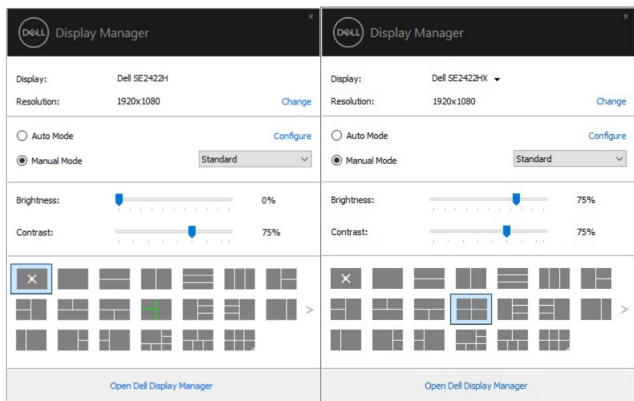 x
DELL Display Manager
Display: Dell SE2422H
Resolution: 1920x1080 Change
Auto Mode Configure
Manual Mode Standard
Brightness: 0%
Contrast: 75%
Open Dell Display Manager
x
DELL Display Manager
Display: Dell SE2422HX
Resolution: 1920x1080 Change
Auto Mode Configure
Manual Mode Standard
Brightness: 75%
Contrast: 75%
Open Dell Display Manager